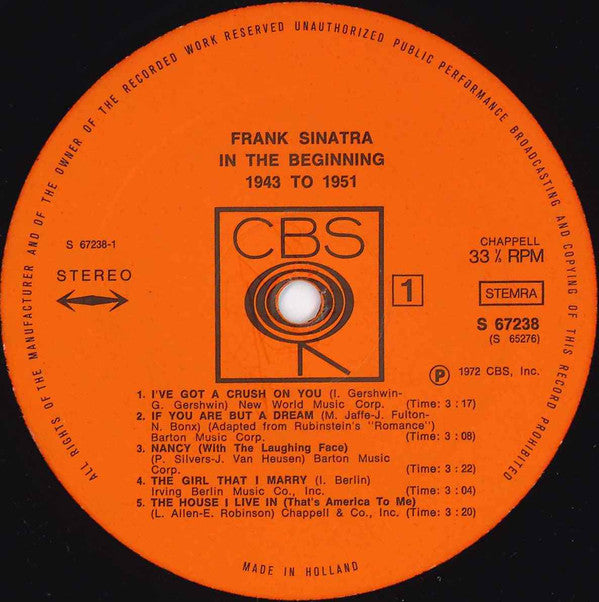 ALL RIGHTS OF THE MANUFACTURER AND OF THE OWNER OF THE RECORDED WORK RESERVED UNAUTHORIZED PUBLIC PERFORMANCE BROADCASTING AND COPYING OF THIS RECORD PROHIBITED
FRANK SINATRA
IN THE BEGINNING
1943 TO 1951
S 67238-1
STEREO
CBS
1
CHAPPELL
33 ⅓ RPM
STEMRA
S 67238
(S 65276)
Ⓟ 1972 CBS, Inc.
1. I'VE GOT A CRUSH ON YOU (I. Gershwin-
G. Gershwin) New World Music Corp. (Time: 3 : 17)
2. IF YOU ARE BUT A DREAM (M. Jaffe-J. Fulton-
N. Bonx) (Adapted from Rubinstein's "Romance")
Barton Music Corp. (Time: 3 : 08)
3. NANCY (With The Laughing Face)
(P. Silvers-J. Van Heusen) Barton Music
Corp. (Time: 3 : 22)
4. THE GIRL THAT I MARRY (I. Berlin)
Irving Berlin Music Co., Inc. (Time: 3 : 04)
5. THE HOUSE I LIVE IN (That's America To Me)
(L. Allen-E. Robinson) Chappell & Co., Inc. (Time: 3 : 20)
MADE IN HOLLAND